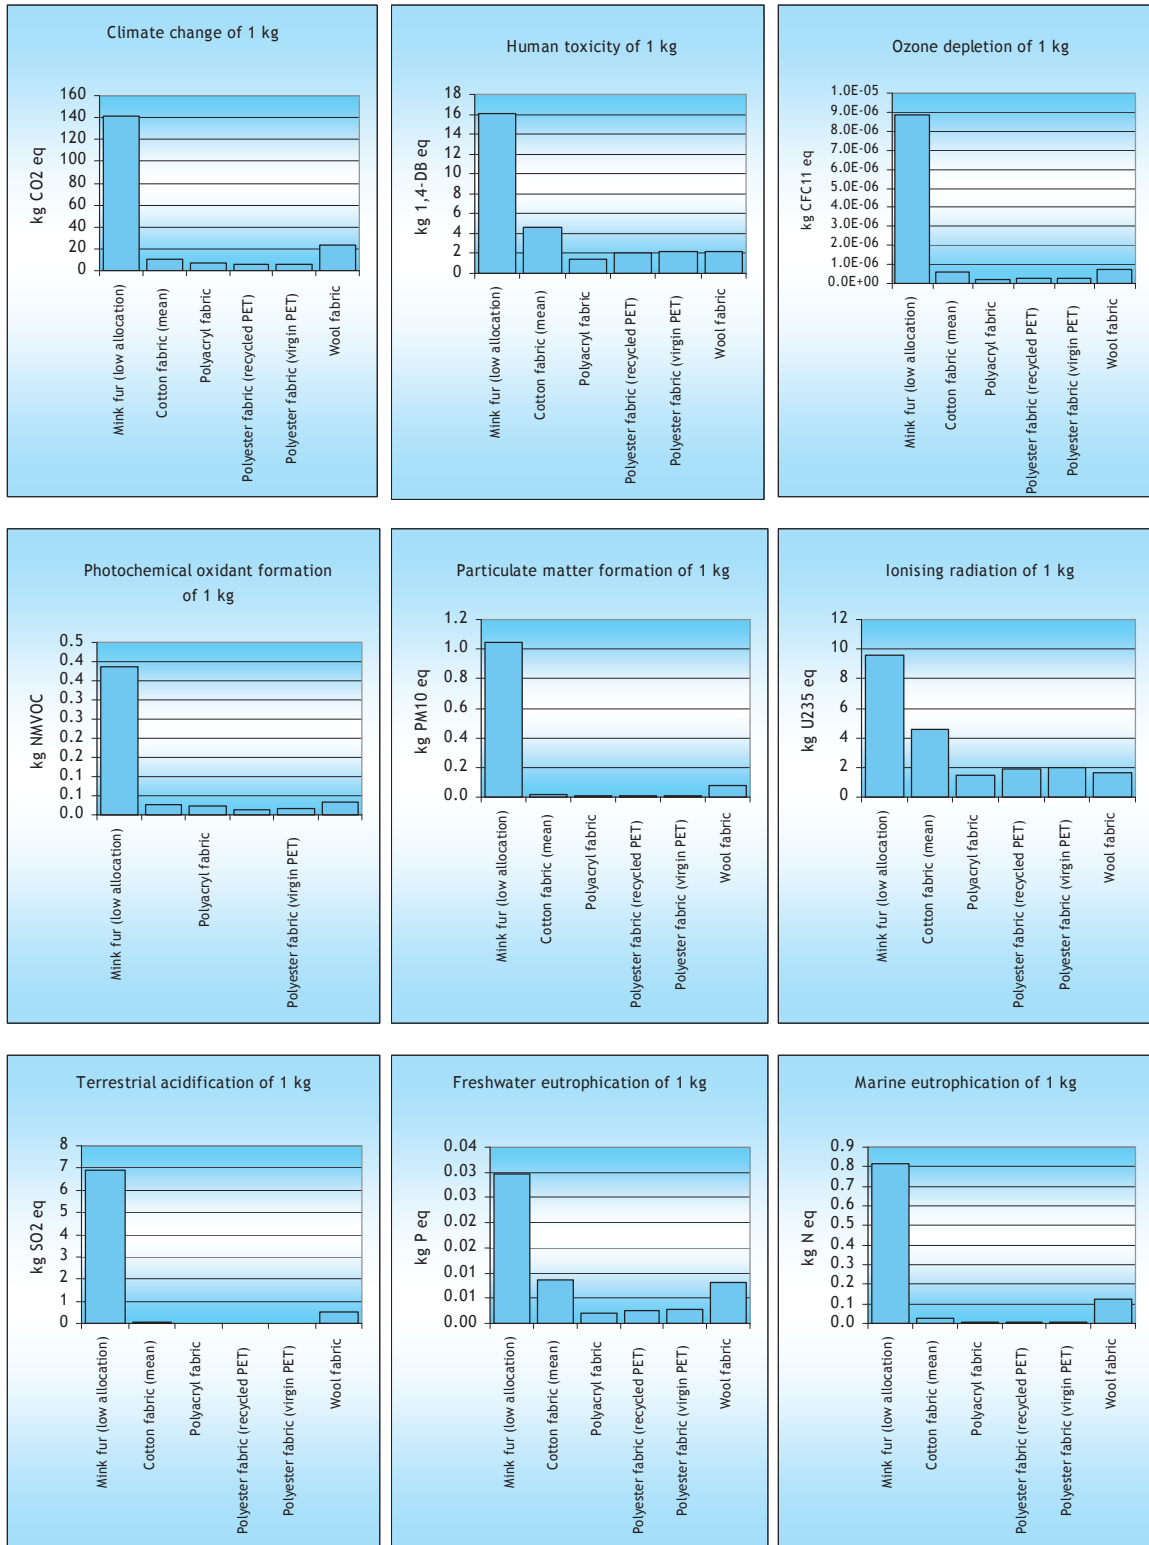 Climate change of 1 kg
kg CO2 eq
160
140
120
100
80
60
40
20
0
Mink fur (low allocation)
Cotton fabric (mean)
Polyacryl fabric
Polyester fabric (recycled PET)
Polyester fabric (virgin PET)
Wool fabric
Human toxicity of 1 kg
kg 1,4-DB eq
18
16
14
12
10
8
6
4
2
0
Mink fur (low allocation)
Cotton fabric (mean)
Polyacryl fabric
Polyester fabric (recycled PET)
Polyester fabric (virgin PET)
Wool fabric
Ozone depletion of 1 kg
kg CFC11 eq
1.0E-05
9.0E-06
8.0E-06
7.0E-06
6.0E-06
5.0E-06
4.0E-06
3.0E-06
2.0E-06
1.0E-06
0.0E+00
Mink fur (low allocation)
Cotton fabric (mean)
Polyacryl fabric
Polyester fabric (recycled PET)
Polyester fabric (virgin PET)
Wool fabric
Photochemical oxidant formation
of 1 kg
kg NMVOC
0.5
0.4
0.4
0.3
0.3
0.2
0.2
0.1
0.1
0.0
Mink fur (low allocation)
Polyacryl fabric
Polyester fabric (virgin PET)
Particulate matter formation of 1 kg
kg PM10 eq
1.2
1.0
0.8
0.6
0.4
0.2
0.0
Mink fur (low allocation)
Cotton fabric (mean)
Polyacryl fabric
Polyester fabric (recycled PET)
Polyester fabric (virgin PET)
Wool fabric
Ionising radiation of 1 kg
kg U235 eq
12
10
8
6
4
2
0
Mink fur (low allocation)
Cotton fabric (mean)
Polyacryl fabric
Polyester fabric (recycled PET)
Polyester fabric (virgin PET)
Wool fabric
Terrestrial acidification of 1 kg
kg SO2 eq
8
7
6
5
4
3
2
1
0
Mink fur (low allocation)
Cotton fabric (mean)
Polyacryl fabric
Polyester fabric (recycled PET)
Polyester fabric (virgin PET)
Wool fabric
Freshwater eutrophication of 1 kg
kg P eq
0.04
0.03
0.03
0.02
0.02
0.01
0.01
0.00
Mink fur (low allocation)
Cotton fabric (mean)
Polyacryl fabric
Polyester fabric (recycled PET)
Polyester fabric (virgin PET)
Wool fabric
Marine eutrophication of 1 kg
kg N eq
0.9
0.8
0.7
0.6
0.5
0.4
0.3
0.2
0.1
0.0
Mink fur (low allocation)
Cotton fabric (mean)
Polyacryl fabric
Polyester fabric (recycled PET)
Polyester fabric (virgin PET)
Wool fabric